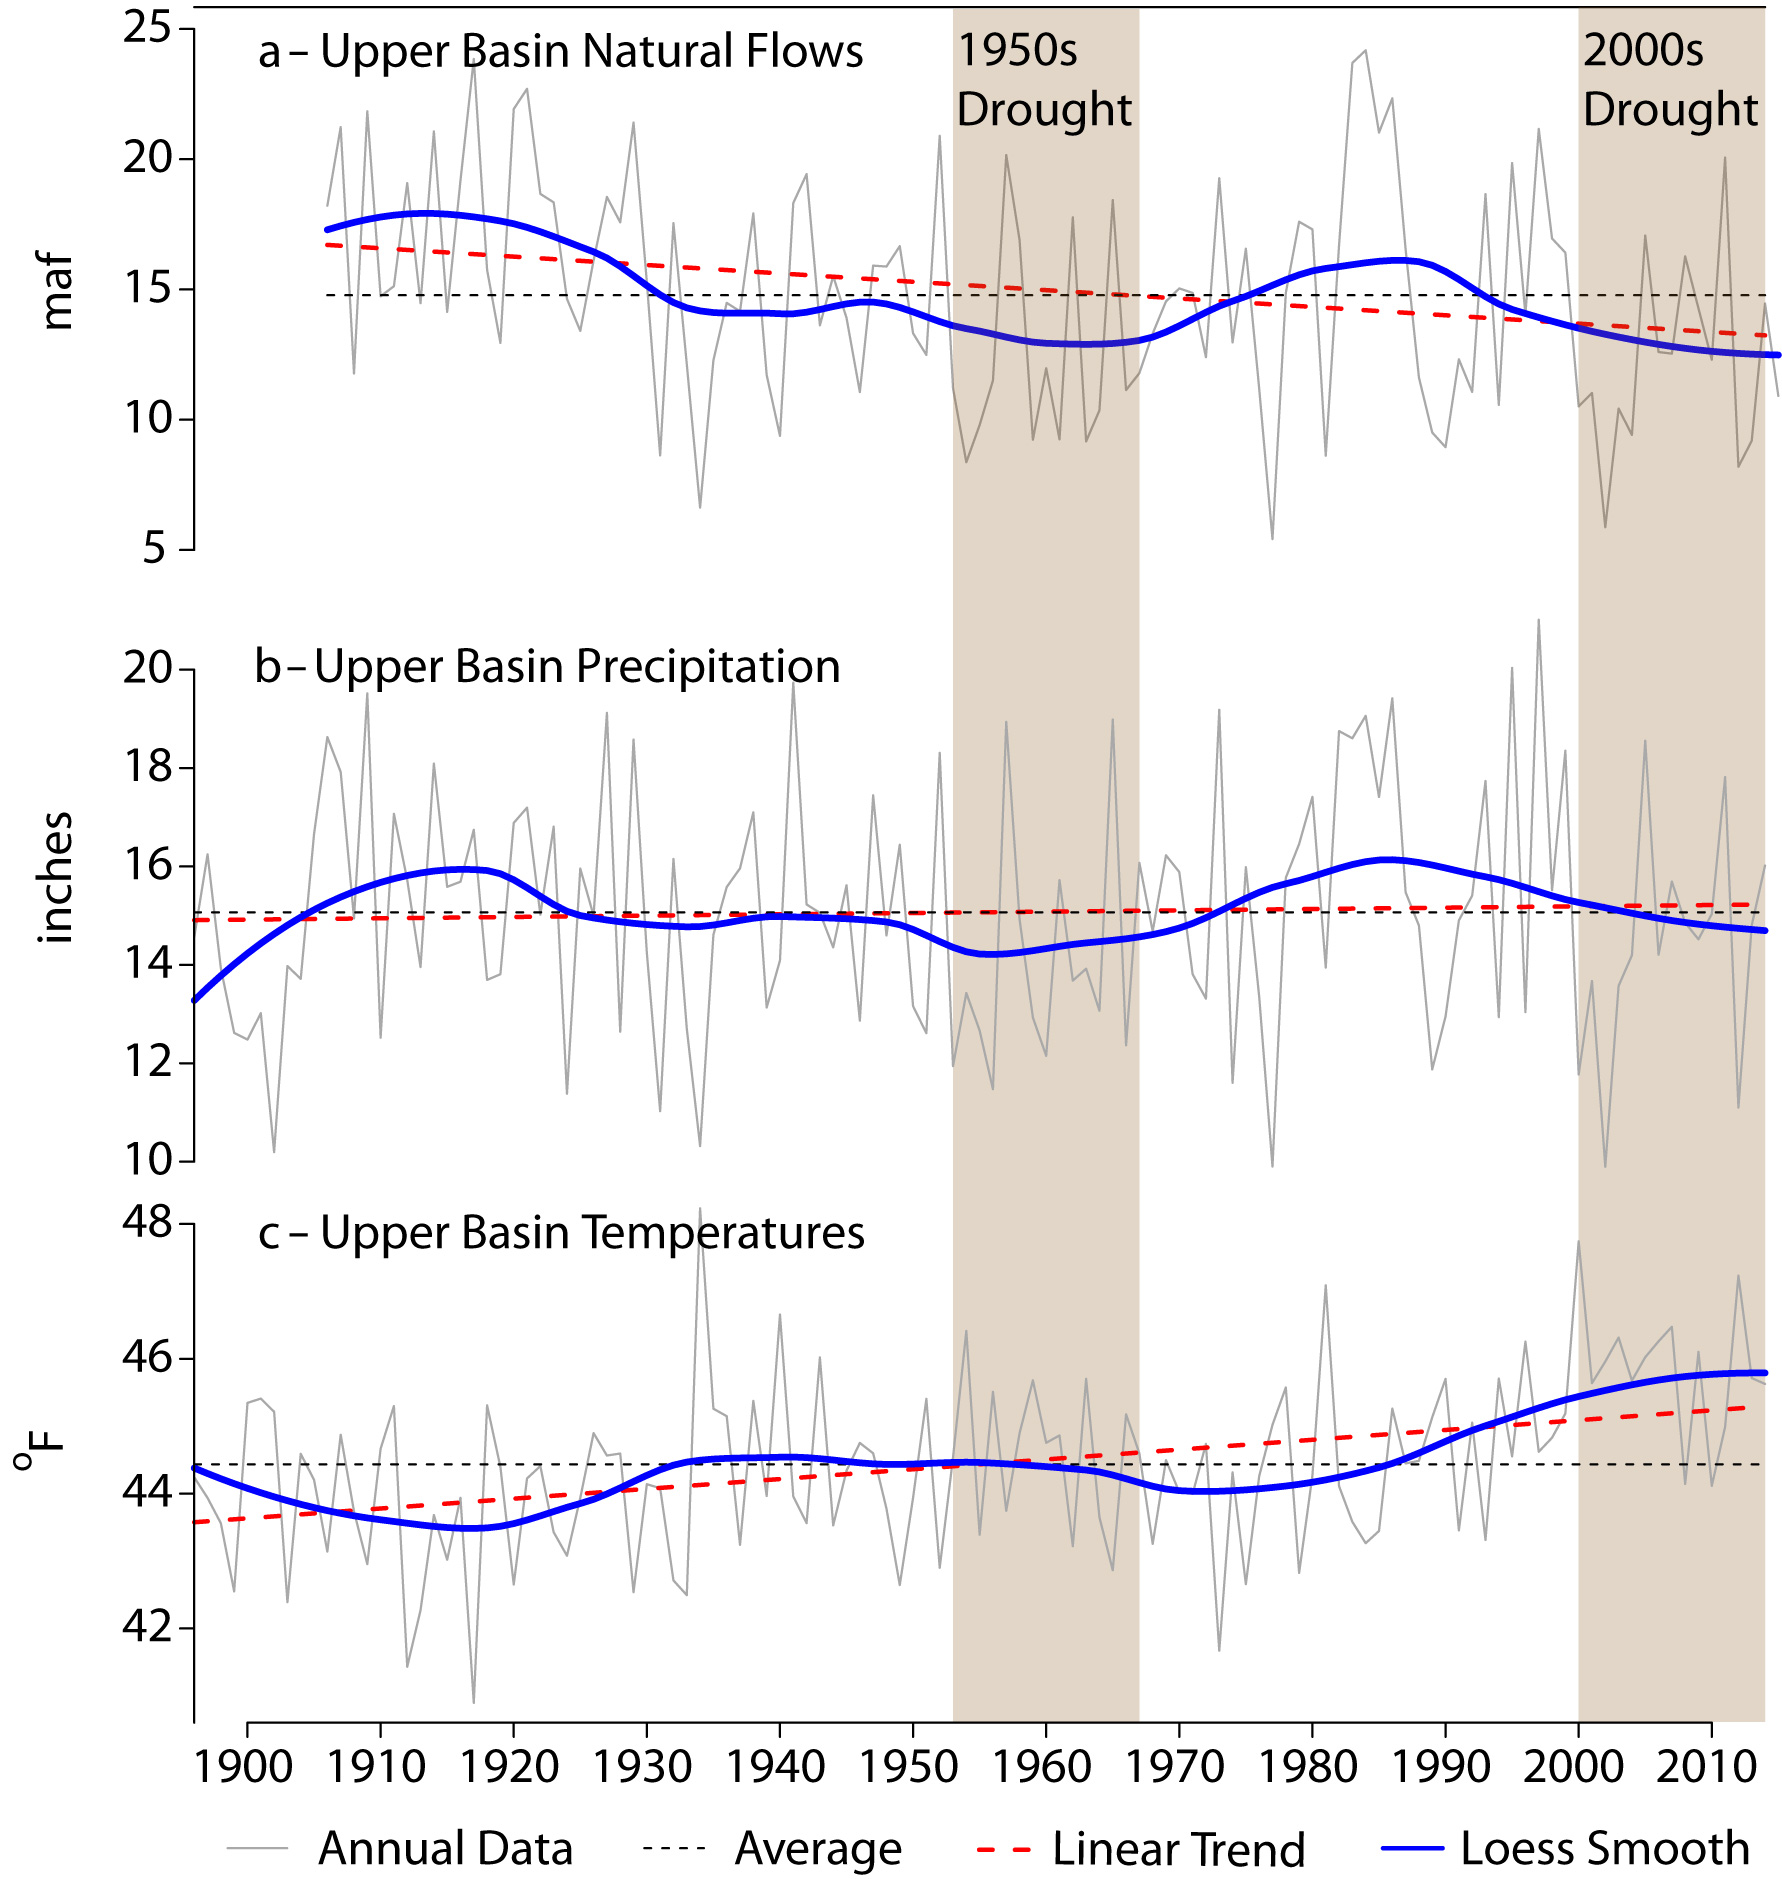 a – Upper Basin Natural Flows
1950s
Drought
2000s
Drought
maf
25
20
15
10
5
b – Upper Basin Precipitation
inches
20
18
16
14
12
10
c – Upper Basin Temperatures
°F
48
46
44
42
1900 1910 1920 1930 1940 1950 1960 1970 1980 1990 2000 2010
Annual Data Average Linear Trend Loess Smooth